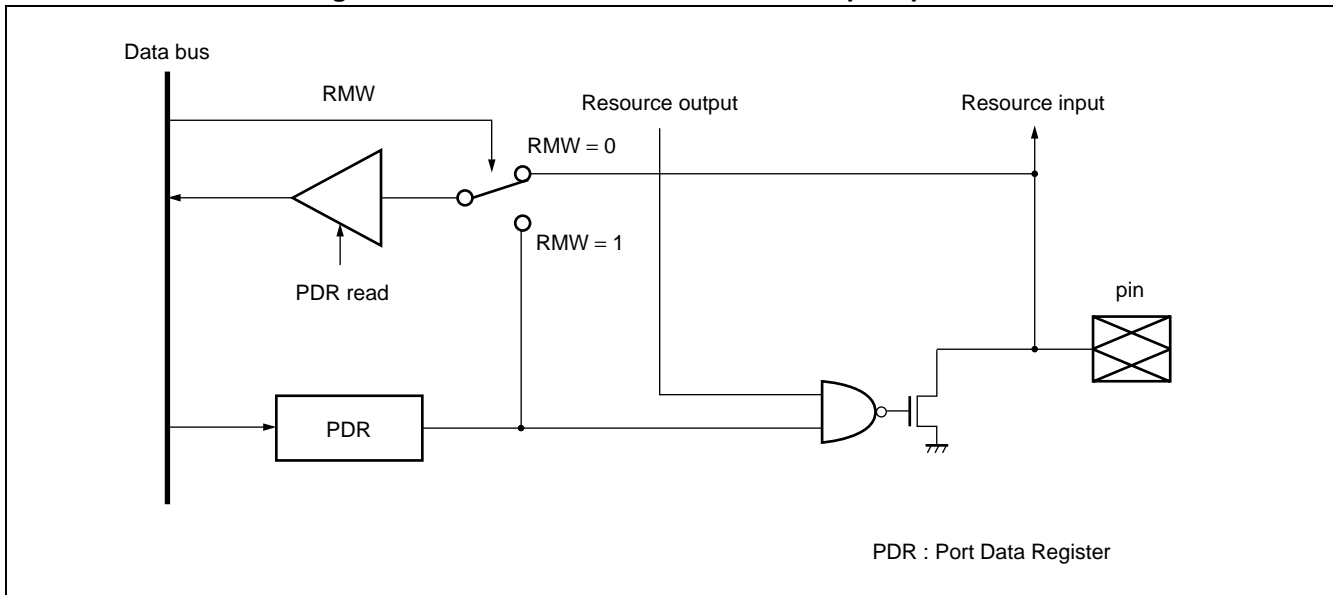 Data bus
RMW
Resource output
Resource input
RMW = 0
RMW = 1
PDR read
pin
PDR
PDR : Port Data Register